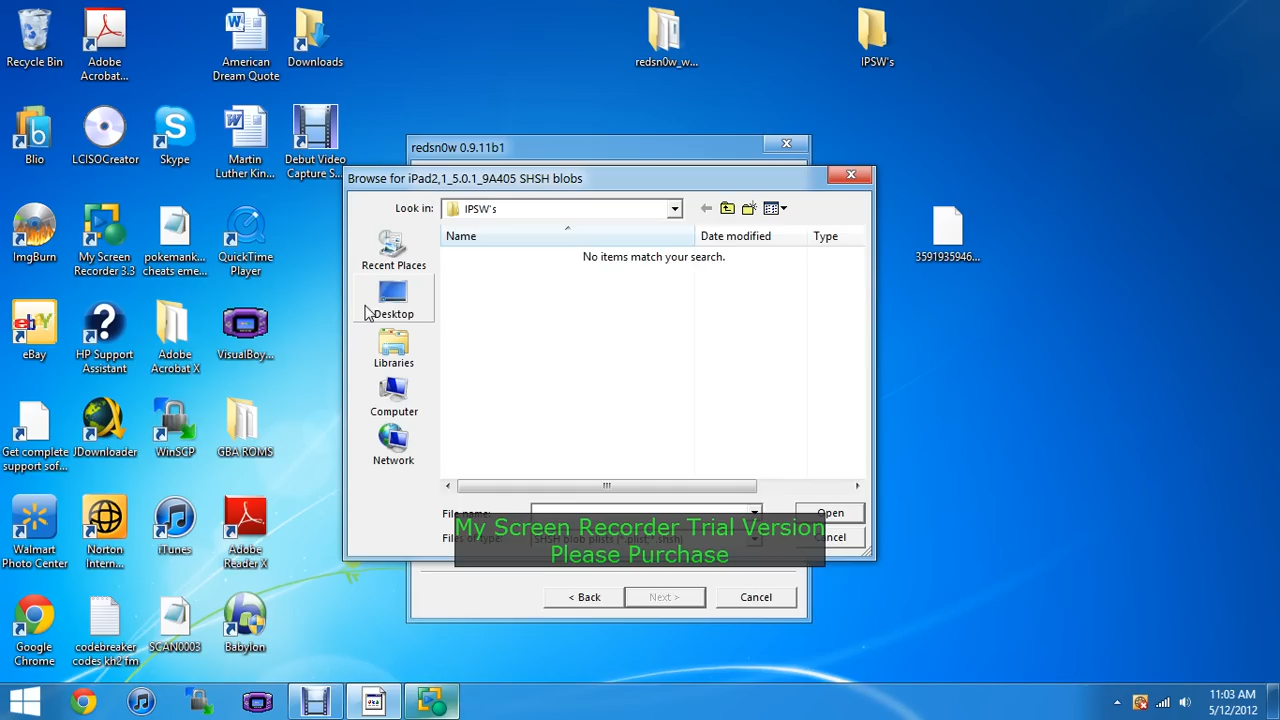 Recycle Bin
Adobe
Acrobat...
American
Dream Quote
Downloads
redsn0w_w...
IPSW's
Blio
LCISOCreator
Skype
Martin
Luther Kin...
Debut Video
Capture S...
redsn0w 0.9.11b1
Browse for iPad2,1_5.0.1_9A405 SHSH blobs
Look in:
IPSW's
Name
Date modified
Type
No items match your search.
Recent Places
Desktop
Libraries
Computer
Network
File name:
Open
Files of type:
SHSH blob plists (*.plist;*.shsh)
Cancel
My Screen Recorder Trial Version
Please Purchase
< Back
Next >
Cancel
ImgBurn
My Screen
Recorder 3.3
pokemank...
cheats eme...
QuickTime
Player
3591935946...
eBay
HP Support
Assistant
Adobe
Acrobat X
VisualBoy...
Get complete
support sof...
JDownloader
WinSCP
GBA ROMS
Walmart
Photo Center
Norton
Intern...
iTunes
Adobe
Reader X
Google
Chrome
codebreaker
codes kh2 fm
SCAN0003
Babylon
11:03 AM
5/12/2012